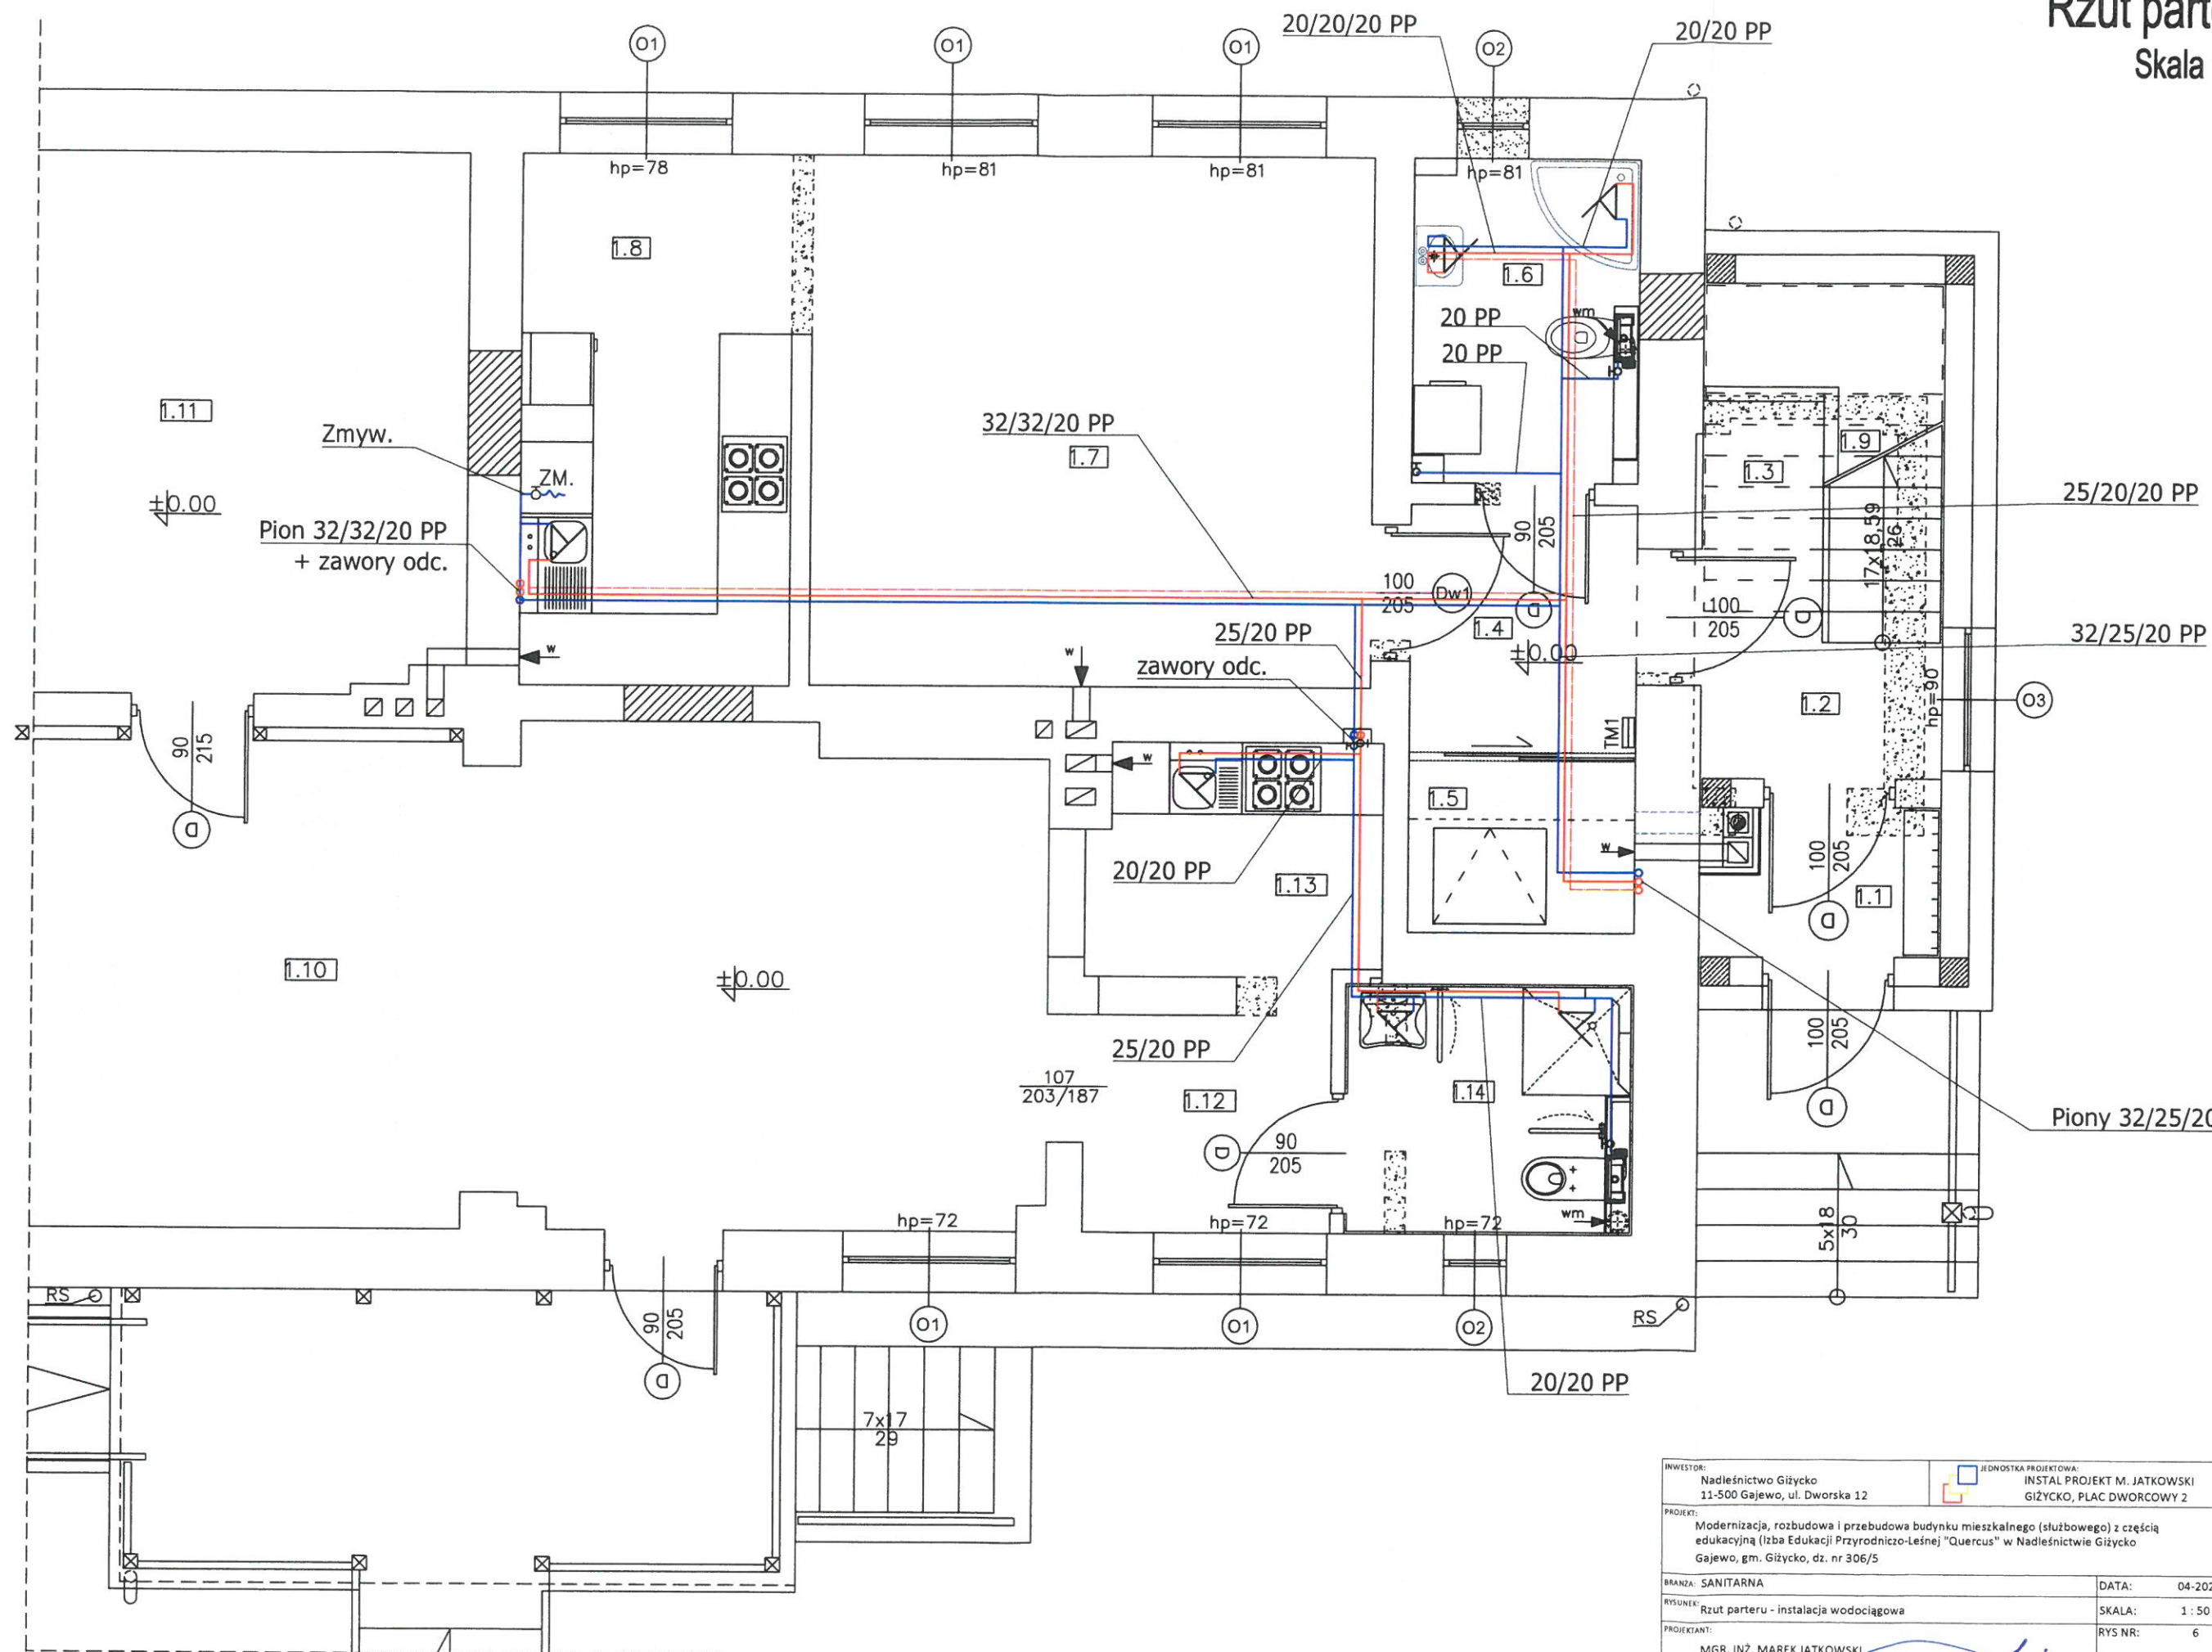 Rzut part
Skala
20/20/20 PP
20/20 PP
O1
O1
O1
O2
hp=78
hp=81
hp=81
hp=81
1.8
1.6
20 PP
wm
20 PP
1.11
32/32/20 PP
1.7
1.9
1.3
Zmyw.
ZM.
±0.00
25/20/20 PP
Pion 32/32/20 PP
+ zawory odc.
90
205
17x18,59
26
100
205
Dw1
D
100
205
D
25/20 PP
1.4
±0.00
32/25/20 PP
w
w
zawory odc.
1.2
hp=90
O3
90
215
D
TM1
w
1.5
w
20/20 PP
1.13
100
205
D
1.1
1.10
±0.00
25/20 PP
107
203/187
1.12
1.14
100
205
D
Piony 32/25/20
D
90
205
wm
hp=72
hp=72
hp=72
5x18
30
RS
90
205
D
O1
O1
O2
RS
20/20 PP
7x17
29
INWESTOR:
Nadleśnictwo Giżycko
11-500 Gajewo, ul. Dworska 12
JEDNOSTKA PROJEKTOWA:
INSTAL PROJEKT M. JATKOWSKI
GIŻYCKO, PLAC DWORCOWY 2
PROJEKT:
Modernizacja, rozbudowa i przebudowa budynku mieszkalnego (służbowego) z częścią
edukacyjną (Izba Edukacji Przyrodniczo-Leśnej "Quercus" w Nadleśnictwie Giżycko
Gajewo, gm. Giżycko, dz. nr 306/5
BRANŻA: SANITARNA
DATA: 04-202
RYSUNEK: Rzut parteru - instalacja wodociągowa
SKALA: 1 : 50
PROJEKTANT:
RYS NR: 6
MGR. INŻ. MAREK JATKOWSKI